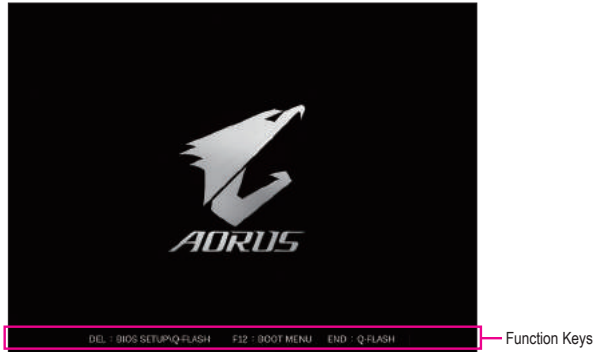 AORUS
DEL : BIOS SETUP\Q-FLASH F12 : BOOT MENU END : Q-FLASH
Function Keys